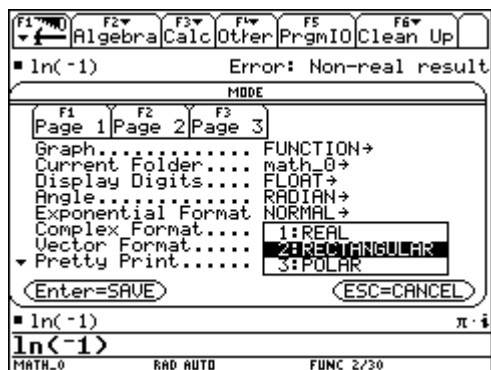 F1 F2 F3 F4 F5 F6
Algebra Calc Other PrgmIO Clean Up
ln(-1) Error: Non-real result
MODE
F1 F2 F3
Page 1 Page 2 Page 3
Graph............. FUNCTION→
Current Folder.... math_0→
Display Digits.... FLOAT→
Angle............. RADIAN→
Exponential Format NORMAL→
Complex Format.... 1:REAL
Vector Format..... 2:RECTANGULAR
Pretty Print...... 3:POLAR
Enter=SAVE ESC=CANCEL
ln(-1) π·i
ln(-1)
MATH_0 RAD AUTO FUNC 2/30